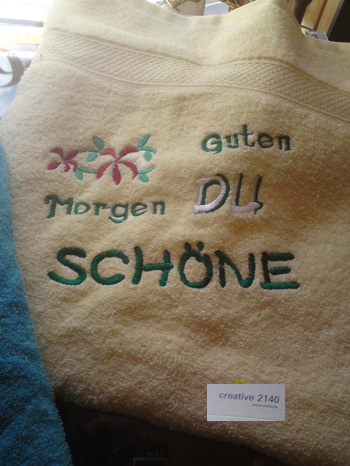 Guten
Morgen DU
SCHÖNE
creative 2140